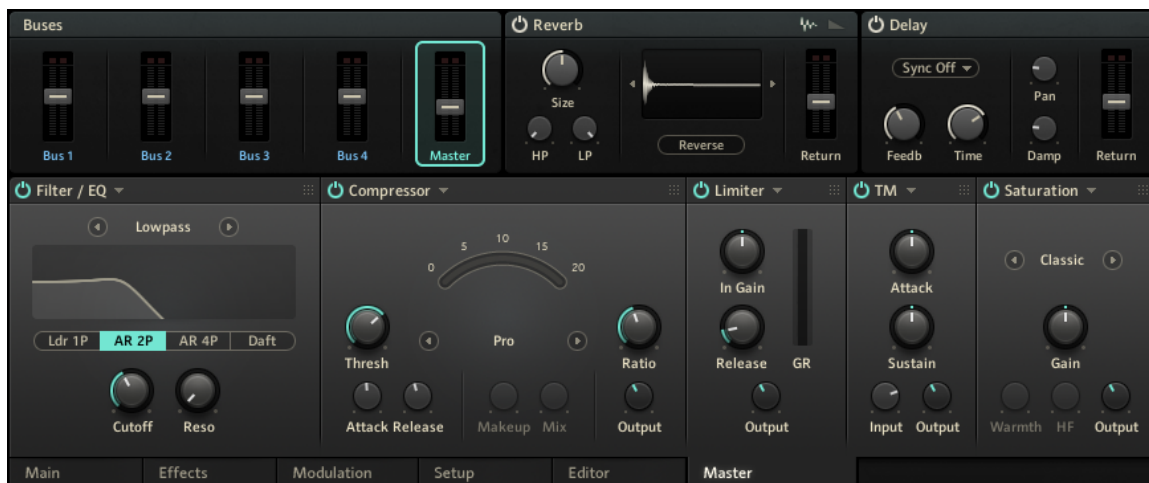 Buses
Reverb
Delay
Sync Off
Size
Pan
HP LP
Reverse
Feedb Time
Damp
Bus 1 Bus 2 Bus 3 Bus 4 Master
Return
Return
Filter / EQ
Compressor
Limiter
TM
Saturation
Lowpass
0 5 10 15 20
Classic
In Gain
Attack
Ldr 1P AR 2P AR 4P Daft
Pro
Thresh
Ratio
Release GR
Sustain
Gain
Cutoff Reso
Attack Release
Makeup Mix
Output
Output
Input Output
Warmth HF Output
Main Effects Modulation Setup Editor Master